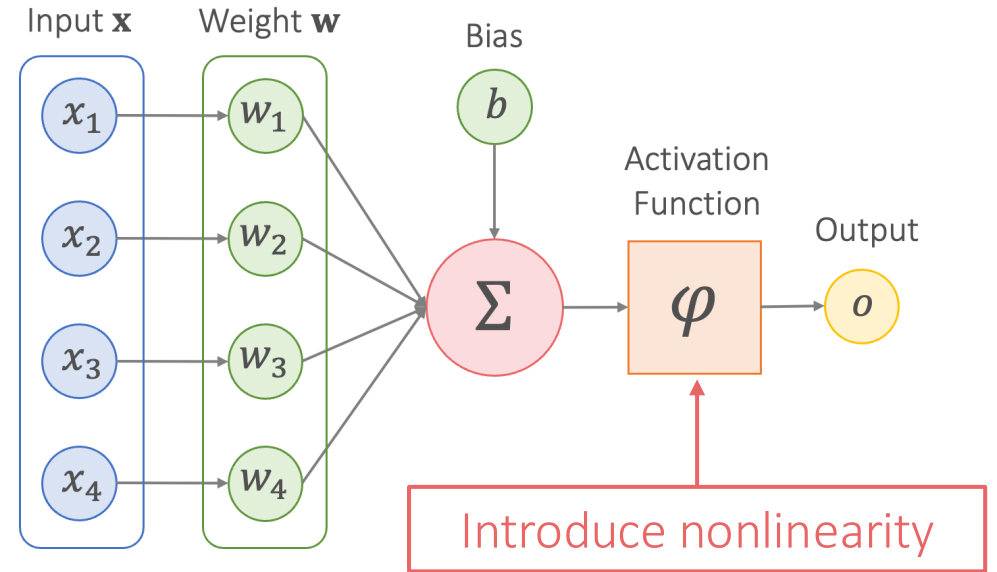 Input x
Weight w
Bias
x₁
w₁
b
Activation
Function
x₂
w₂
Output
Σ
φ
o
x₃
w₃
x₄
w₄
Introduce nonlinearity